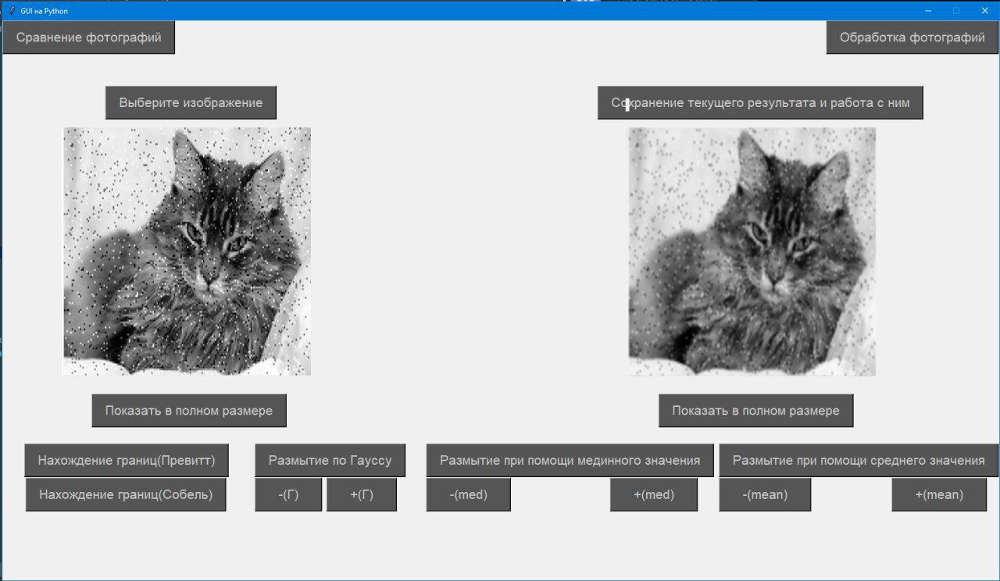 GUI на Python
Сравнение фотографий
Обработка фотографий
Выберите изображение
Сохранение текущего результата и работа с ним
Показать в полном размере
Показать в полном размере
Нахождение границ(Превитт)
Размытие по Гауссу
Размытие при помощи мединного значения
Размытие при помощи среднего значения
Нахождение границ(Собель)
-(Г)
+(Г)
-(med)
+(med)
-(mean)
+(mean)